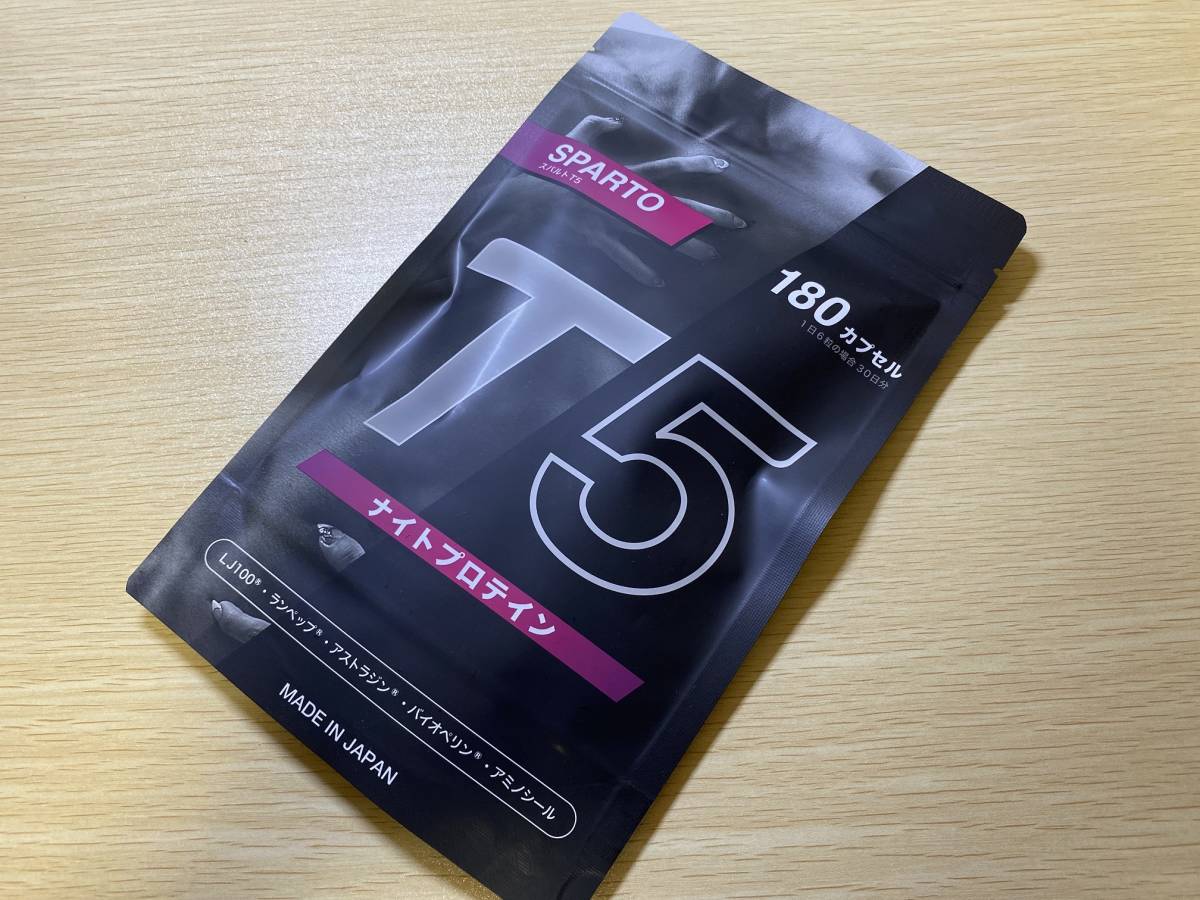 SPARTO
スパルトT5
T5
180カプセル
1日6粒の場合 30日分
ナイトプロテイン
LJ100®・ランペップ®・アストラジン®・バイオペリン®・アミノシール
MADE IN JAPAN